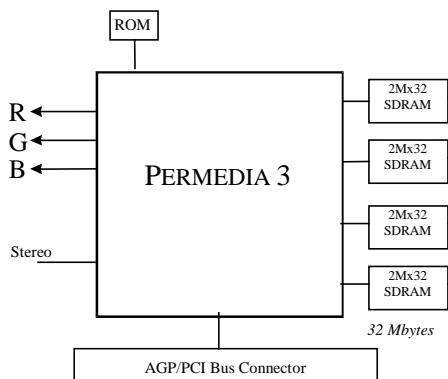 ROM
R
G
B
Stereo
PERMEDIA 3
2Mx32
SDRAM
2Mx32
SDRAM
2Mx32
SDRAM
2Mx32
SDRAM
32 Mbytes
AGP/PCI Bus Connector